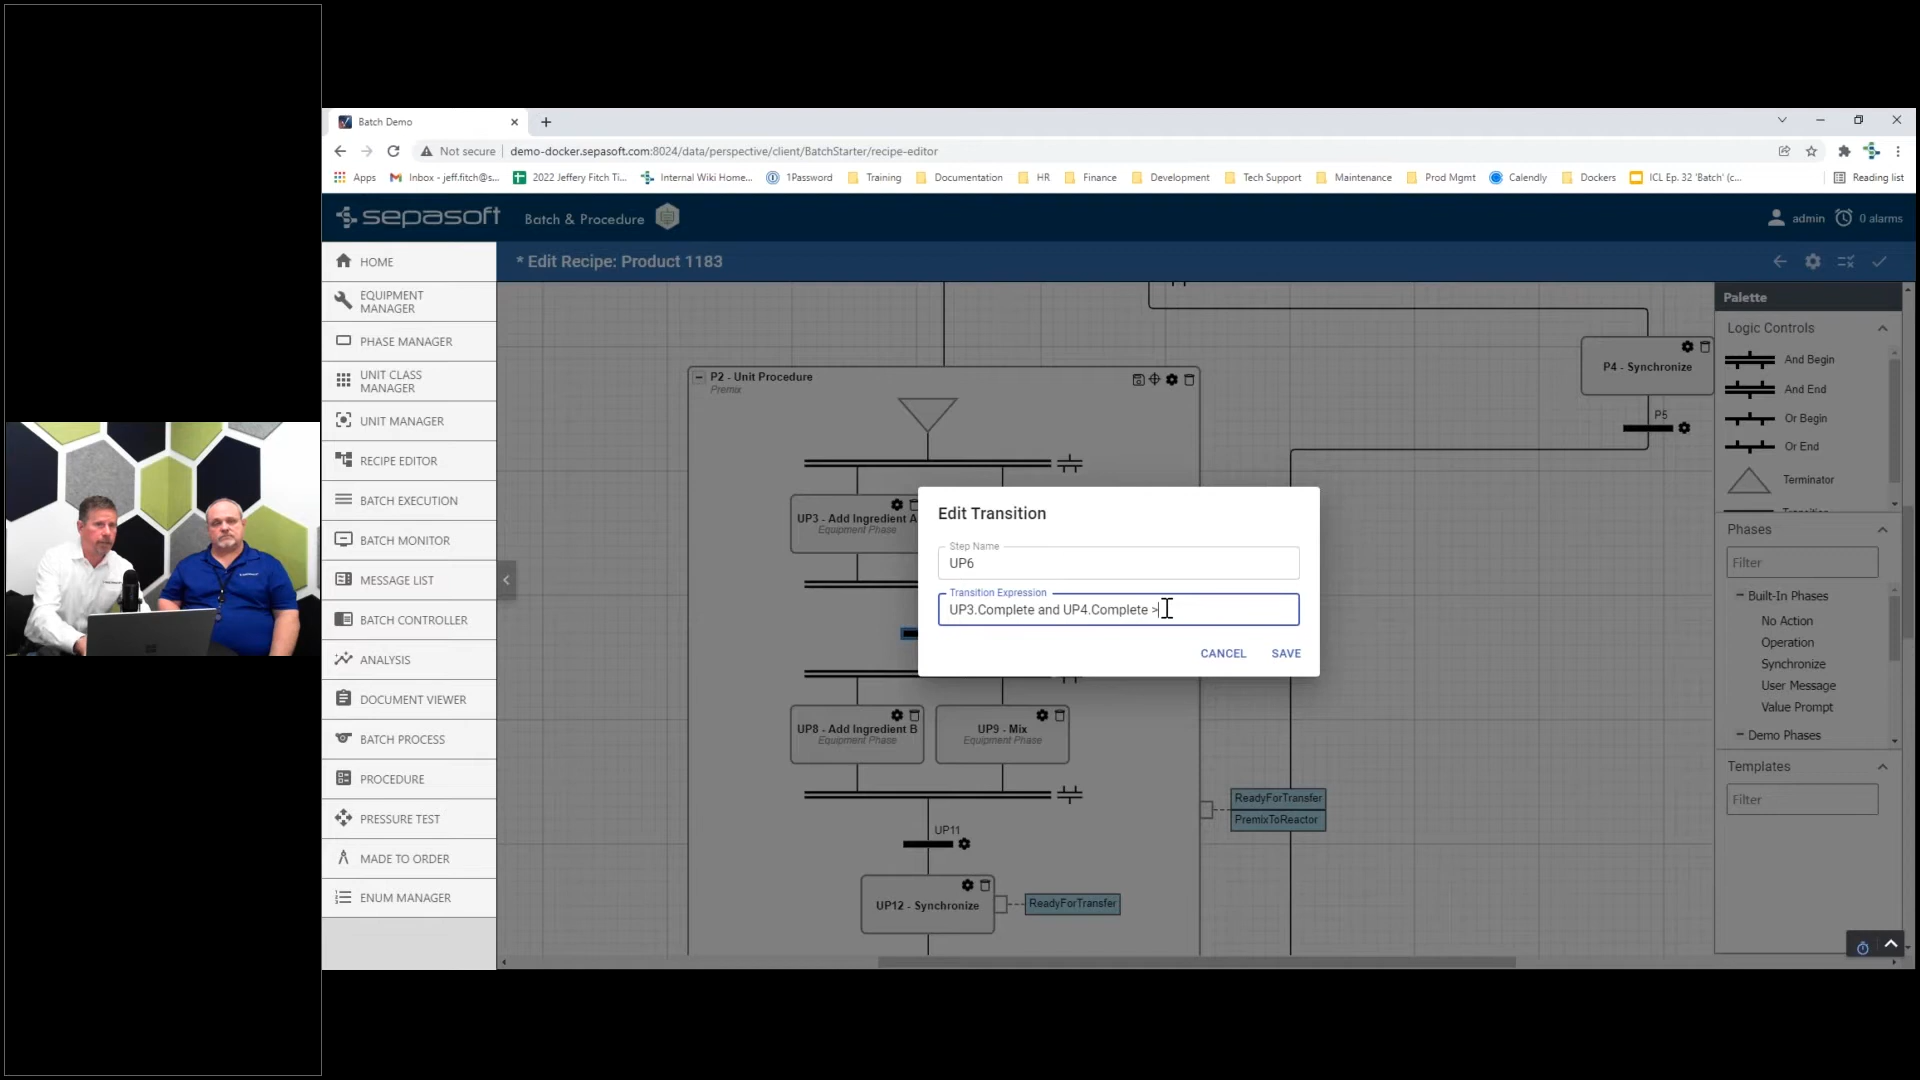 Batch Demo
Not secure
demo-docker.sepasoft.com:8024/data/perspective/client/BatchStarter/recipe-editor
Apps
Inbox - jeff.fitch@s...
2022 Jeffery Fitch Ti...
Internal Wiki Home...
1Password
Training
Documentation
HR
Finance
Development
Tech Support
Maintenance
Prod Mgmt
Calendly
Dockers
ICL Ep. 32 'Batch' (c...
Reading list
sepasoft
Batch & Procedure
admin
0 alarms
HOME
EQUIPMENT
MANAGER
PHASE MANAGER
UNIT CLASS
MANAGER
UNIT MANAGER
RECIPE EDITOR
BATCH EXECUTION
BATCH MONITOR
MESSAGE LIST
BATCH CONTROLLER
ANALYSIS
DOCUMENT VIEWER
BATCH PROCESS
PROCEDURE
PRESSURE TEST
MADE TO ORDER
ENUM MANAGER
* Edit Recipe: Product 1183
P2 - Unit Procedure
Premix
UP3 - Add Ingredient A
Equipment Phase
UP8 - Add Ingredient B
Equipment Phase
UP9 - Mix
Equipment Phase
UP11
UP12 - Synchronize
ReadyForTransfer
ReadyForTransfer
PremixToReactor
P4 - Synchronize
P5
Edit Transition
Step Name
UP6
Transition Expression
UP3.Complete and UP4.Complete >
CANCEL
SAVE
Palette
Logic Controls
And Begin
And End
Or Begin
Or End
Terminator
Phases
Filter
Built-In Phases
No Action
Operation
Synchronize
User Message
Value Prompt
Demo Phases
Templates
Filter